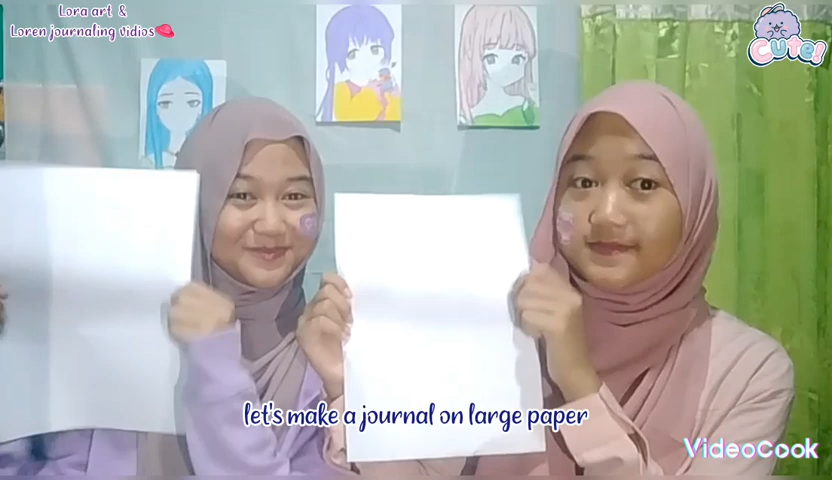 Lora art &
Loren journaling vidios
Cute!
let's make a journal on large paper
VideoCook